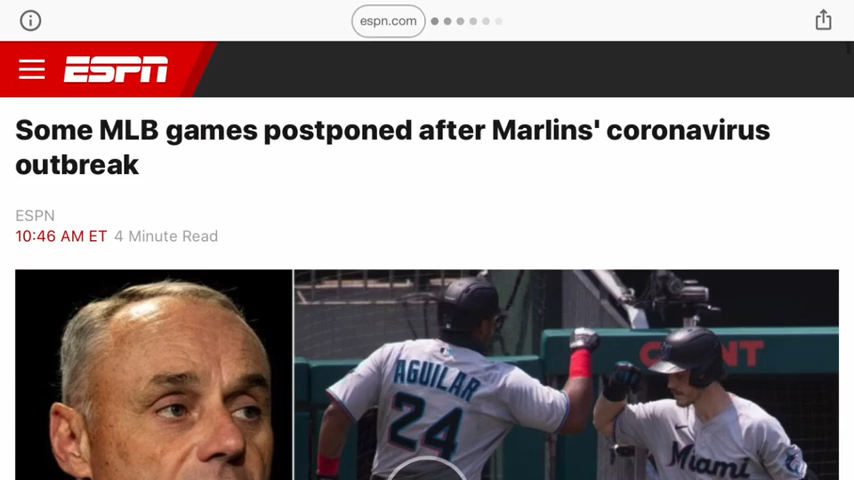 espn.com
ESPN
Some MLB games postponed after Marlins' coronavirus
outbreak
ESPN
10:46 AM ET 4 Minute Read
AGUILAR
24
Miami